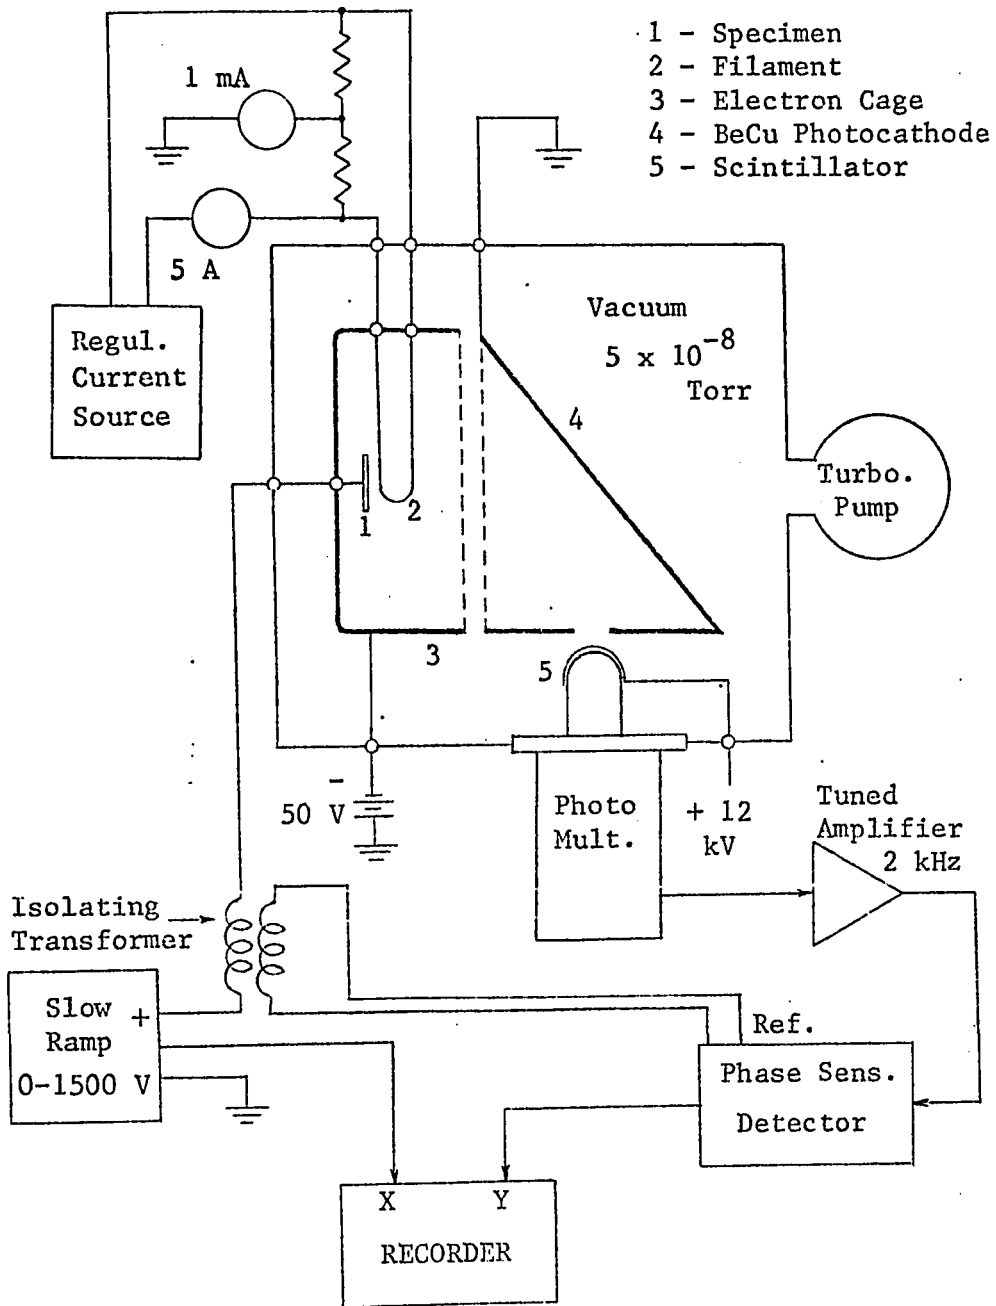 1 - Specimen
2 - Filament
3 - Electron Cage
4 - BeCu Photocathode
5 - Scintillator
1 mA
5 A
Regul.
Current
Source
Vacuum
5 x 10⁻⁸
Torr
4
Turbo.
Pump
1
2
3
5
-
50 V
Photo
Mult.
+ 12
kV
Tuned
Amplifier
2 kHz
Isolating
Transformer
Slow +
Ramp
0-1500 V
Ref.
Phase Sens.
Detector
X Y
RECORDER